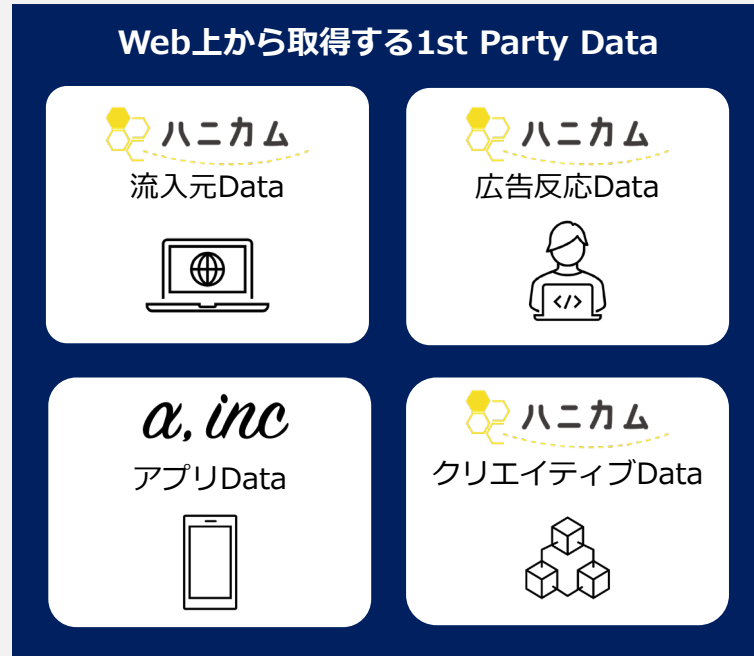 Web上から取得する1st Party Data
ハニカム
流入元Data
ハニカム
広告反応Data
</>
α, inc
アプリData
ハニカム
クリエイティブData